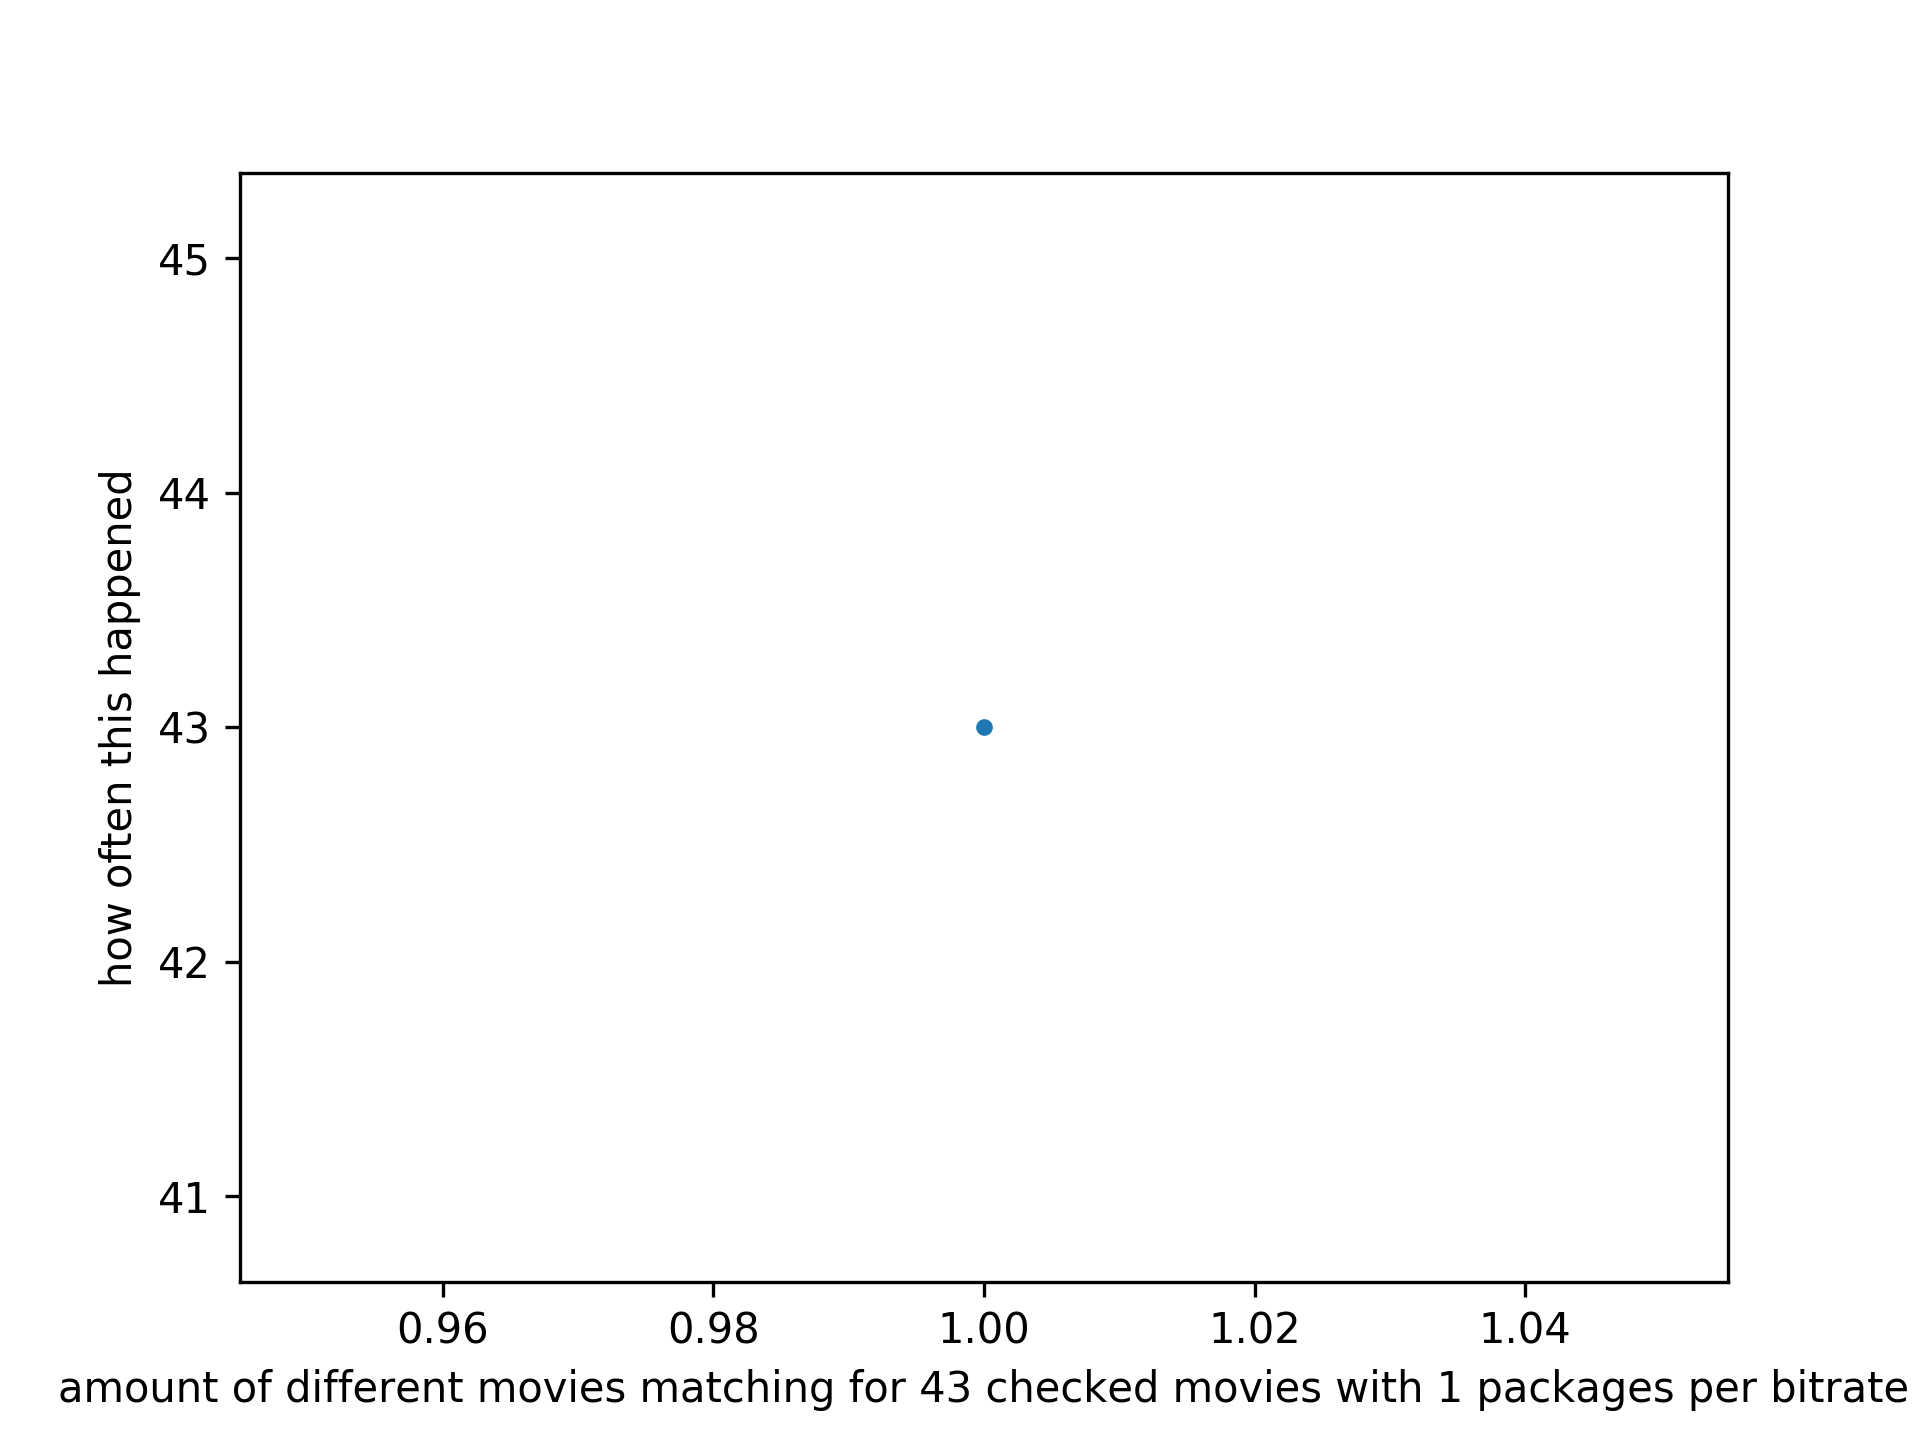 45
44
43
42
41
how often this happened
0.96 0.98 1.00 1.02 1.04
amount of different movies matching for 43 checked movies with 1 packages per bitrate